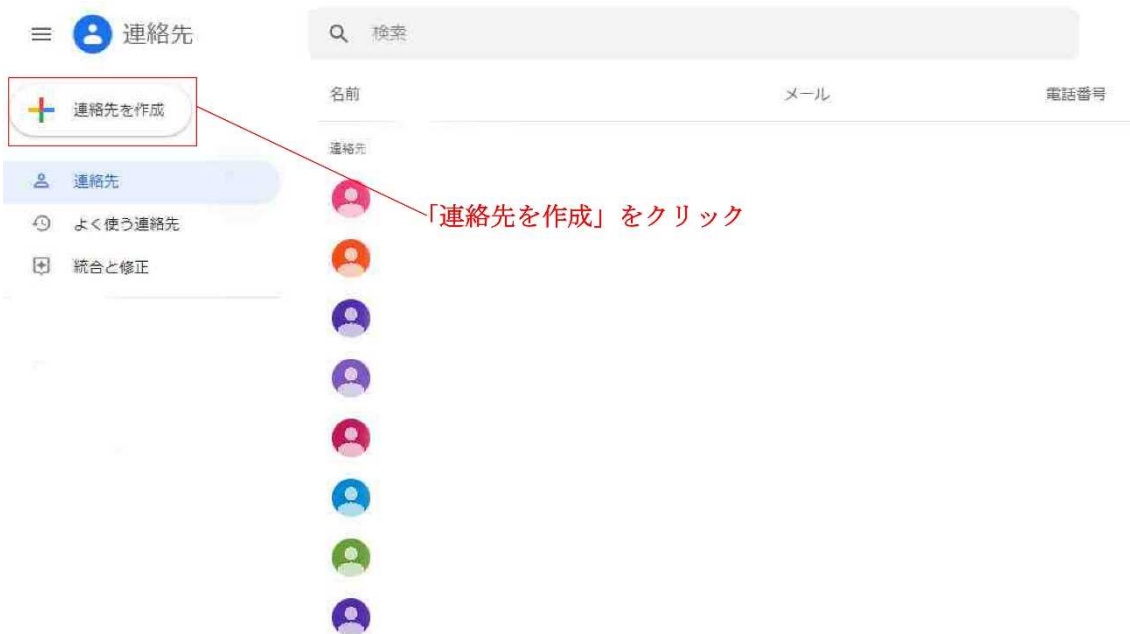 連絡先
検索
連絡先を作成
名前 メール 電話番号
連絡先
連絡先
「連絡先を作成」をクリック
よく使う連絡先
統合と修正